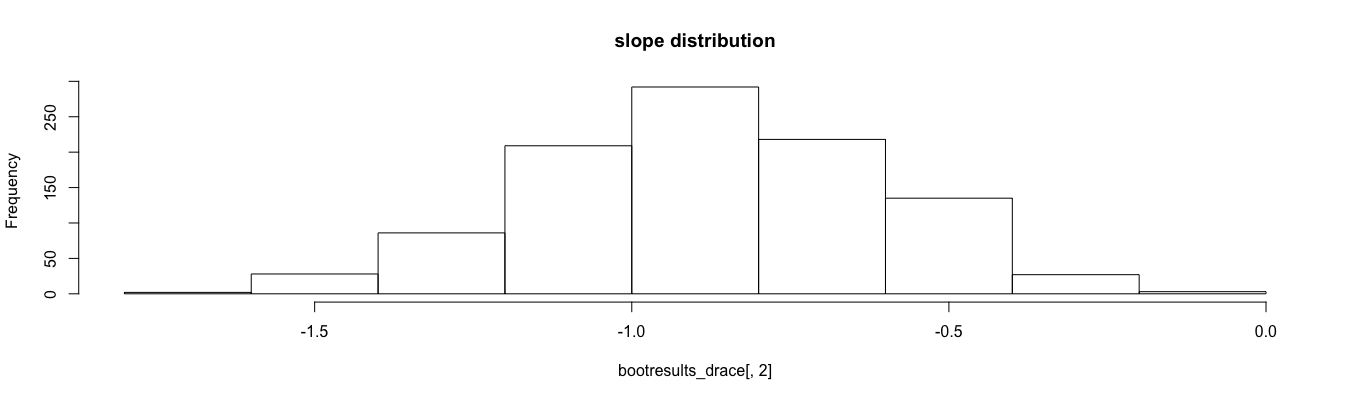 slope distribution
Frequency
250
150
50
0
-1.5 -1.0 -0.5 0.0
bootresults_drace[, 2]